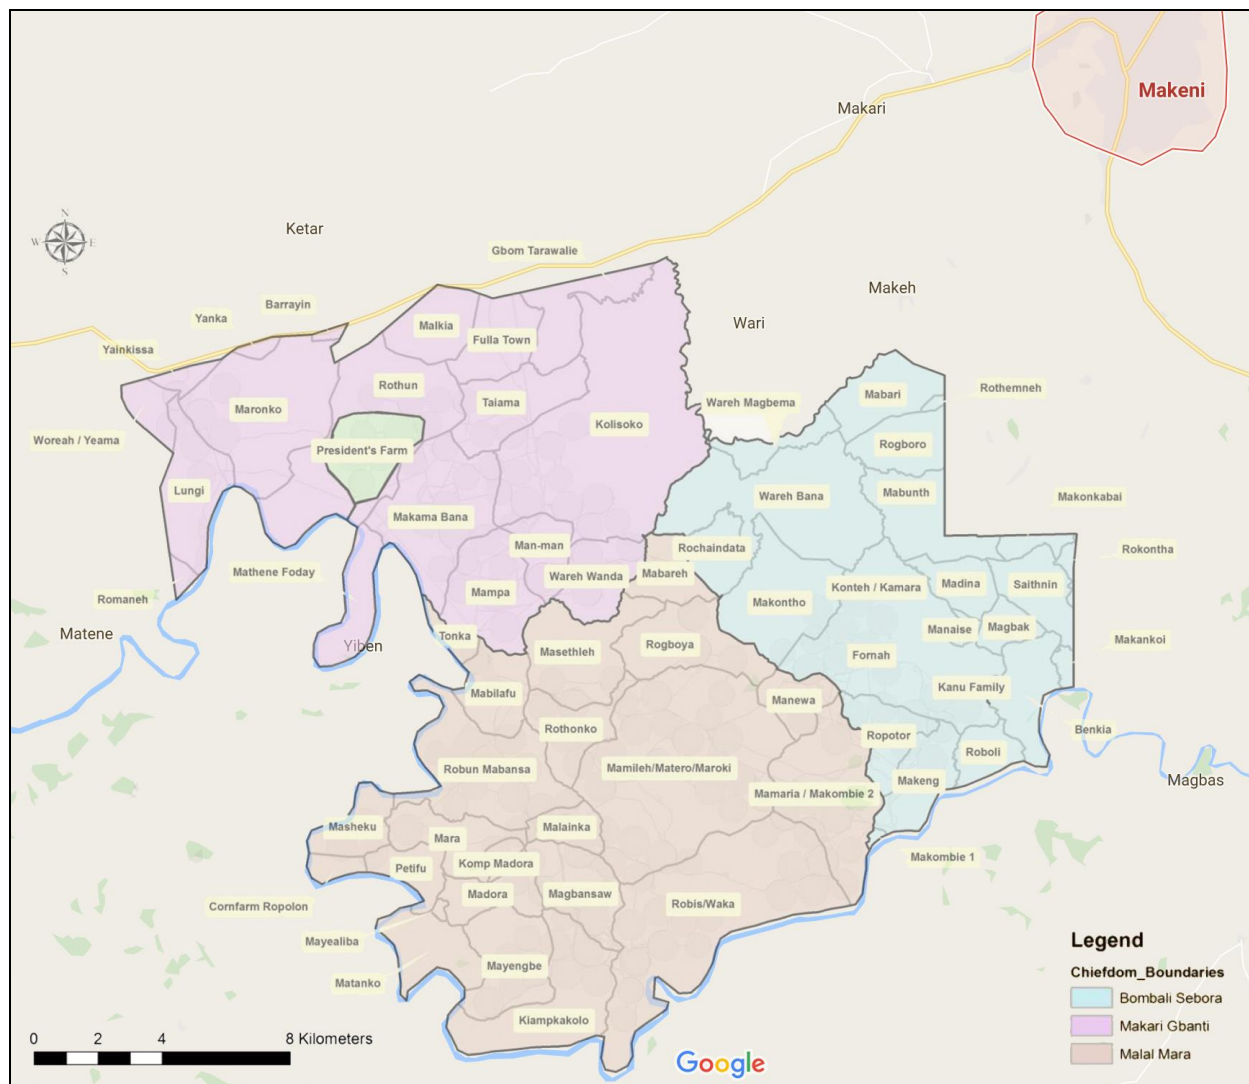 Makeni
Makari
N
W E
S
Ketar
Gbom Tarawalie
Makeh
Barrayin
Yanka
Wari
Malkia
Fulla Town
Yainkissa
Rothun
Rothemneh
Mabari
Taiama
Wareh Magbema
Maronko
Kolisoko
Woreah / Yeama
Rogboro
President's Farm
Lungi
Mabunth
Wareh Bana
Makonkabai
Makama Bana
Man-man
Rochaindata
Rokontha
Mathene Foday
Wareh Wanda
Mabareh
Konteh / Kamara
Madina
Saithnin
Mampa
Romaneh
Makontho
Matene
Tonka
Manaise
Magbak
Makankoi
Yiben
Masethleh
Rogboya
Fornah
Mabilafu
Manewa
Kanu Family
Rothonko
Ropotor
Benkia
Roboli
Robun Mabansa
Mamileh/Matero/Maroki
Makeng
Magbas
Mamaria / Makombie 2
Masheku
Malainka
Mara
Makombie 1
Petifu
Komp Madora
Madora
Magbansaw
Robis/Waka
Cornfarm Ropolon
Mayealiba
Mayengbe
Matanko
Kiampkakolo
Legend
Chiefdom_Boundaries
Bombali Sebora
Makari Gbanti
Malal Mara
0 2 4 8 Kilometers
Google